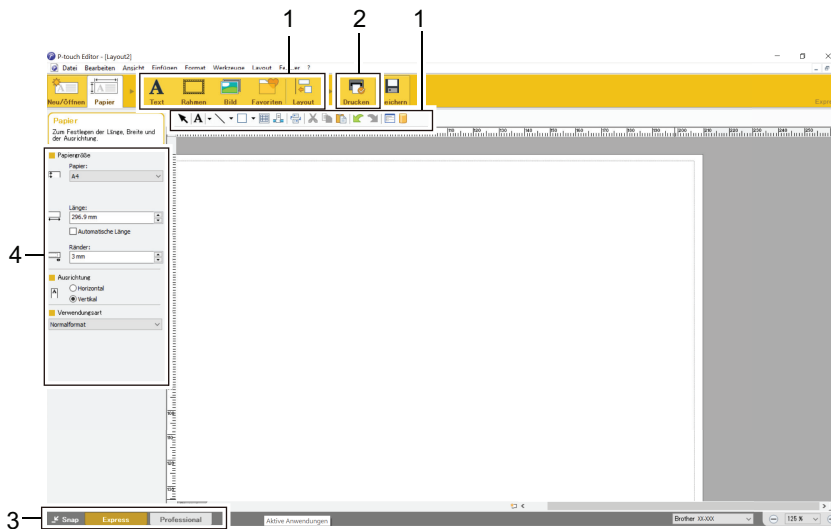 1
2
1
P-touch Editor - [Layout2]
Datei Bearbeiten Ansicht Einfügen Format Werkzeuge Layout ?
Neu/Öffnen Papier Text Rahmen Bild Favoriten Layout Drucken
Papier
Zum Festlegen der Länge, Breite und
der Ausrichtung.
Papiergröße
Papier:
A4
Länge:
296.9 mm
Automatische Länge
Ränder:
3 mm
4
Ausrichtung
Horizontal
Vertikal
Verwendungsart
Normalformat
3
Snap Express Professional
Aktive Anwendungen
Brother XX-XXX
125 %